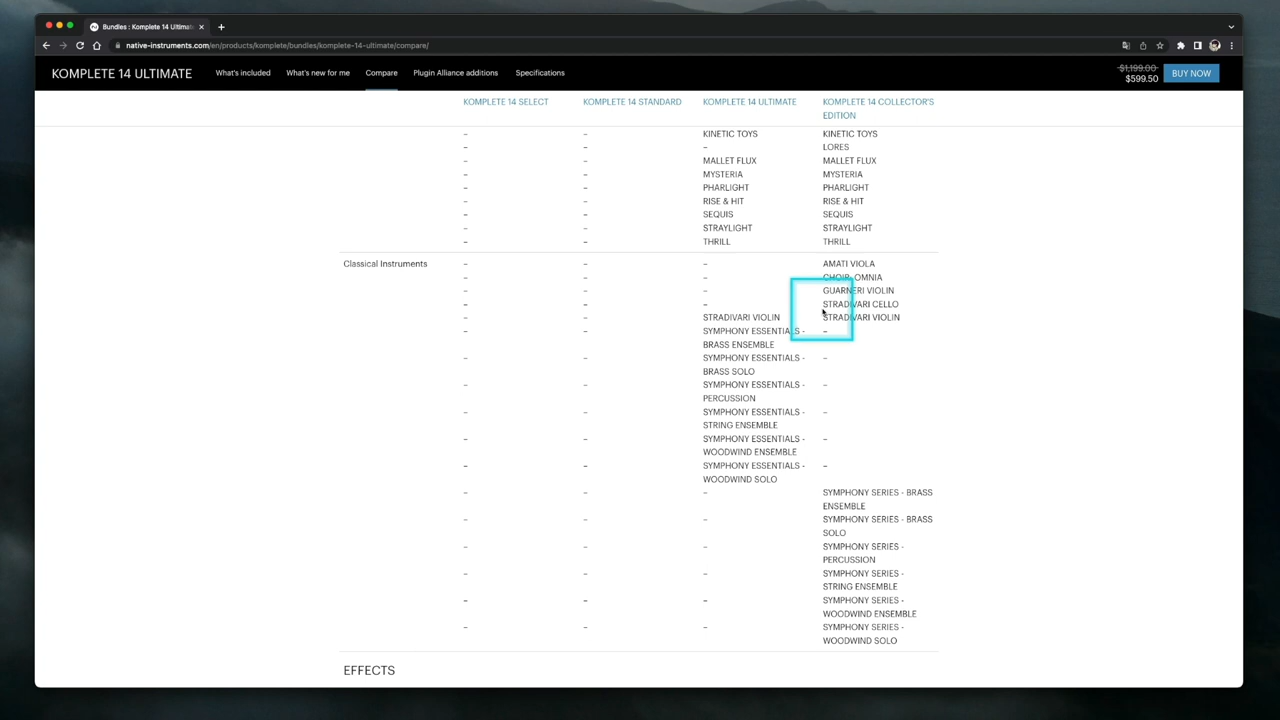 Bundles : Komplete 14 Ultimat
native-instruments.com/en/products/komplete/bundles/komplete-14-ultimate/compare/
KOMPLETE 14 ULTIMATE What's included What's new for me Compare Plugin Alliance additions Specifications $1,199.00 BUY NOW
$599.50
KOMPLETE 14 SELECT KOMPLETE 14 STANDARD KOMPLETE 14 ULTIMATE KOMPLETE 14 COLLECTOR'S
EDITION
– – KINETIC TOYS KINETIC TOYS
– – – LORES
– – MALLET FLUX MALLET FLUX
– – MYSTERIA MYSTERIA
– – PHARLIGHT PHARLIGHT
– – RISE & HIT RISE & HIT
– – SEQUIS SEQUIS
– – STRAYLIGHT STRAYLIGHT
– – THRILL THRILL
Classical Instruments – – – AMATI VIOLA
– – – CHOIR: OMNIA
– – – GUARNERI VIOLIN
– – – STRADIVARI CELLO
– – STRADIVARI VIOLIN STRADIVARI VIOLIN
– – SYMPHONY ESSENTIALS - –
BRASS ENSEMBLE
– – SYMPHONY ESSENTIALS - –
BRASS SOLO
– – SYMPHONY ESSENTIALS - –
PERCUSSION
– – SYMPHONY ESSENTIALS - –
STRING ENSEMBLE
– – SYMPHONY ESSENTIALS - –
WOODWIND ENSEMBLE
– – SYMPHONY ESSENTIALS - –
WOODWIND SOLO
– – – SYMPHONY SERIES - BRASS
ENSEMBLE
– – – SYMPHONY SERIES - BRASS
SOLO
– – – SYMPHONY SERIES -
PERCUSSION
– – – SYMPHONY SERIES -
STRING ENSEMBLE
– – – SYMPHONY SERIES -
WOODWIND ENSEMBLE
– – – SYMPHONY SERIES -
WOODWIND SOLO
EFFECTS